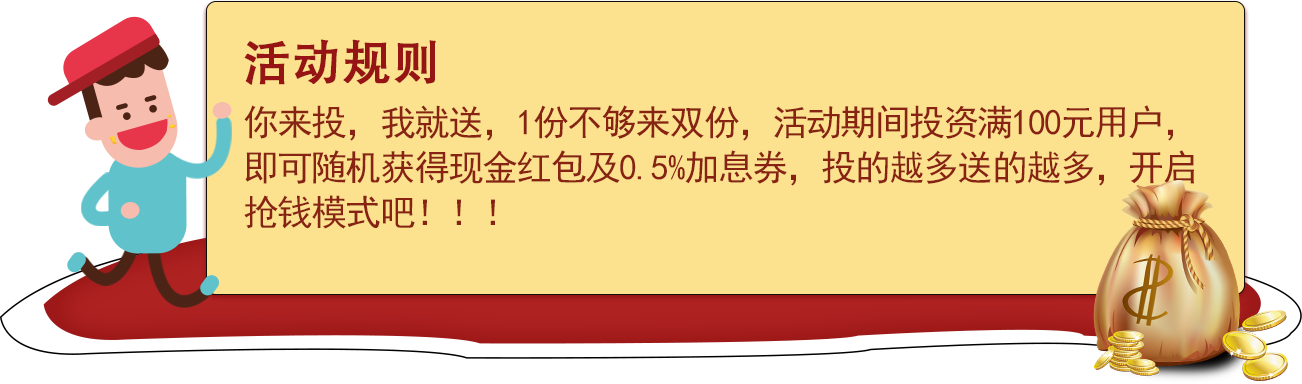 活动规则
你来投，我就送，1份不够来双份，活动期间投资满100元用户，
即可随机获得现金红包及0.5%加息券，投的越多送的越多，开启
抢钱模式吧！！！